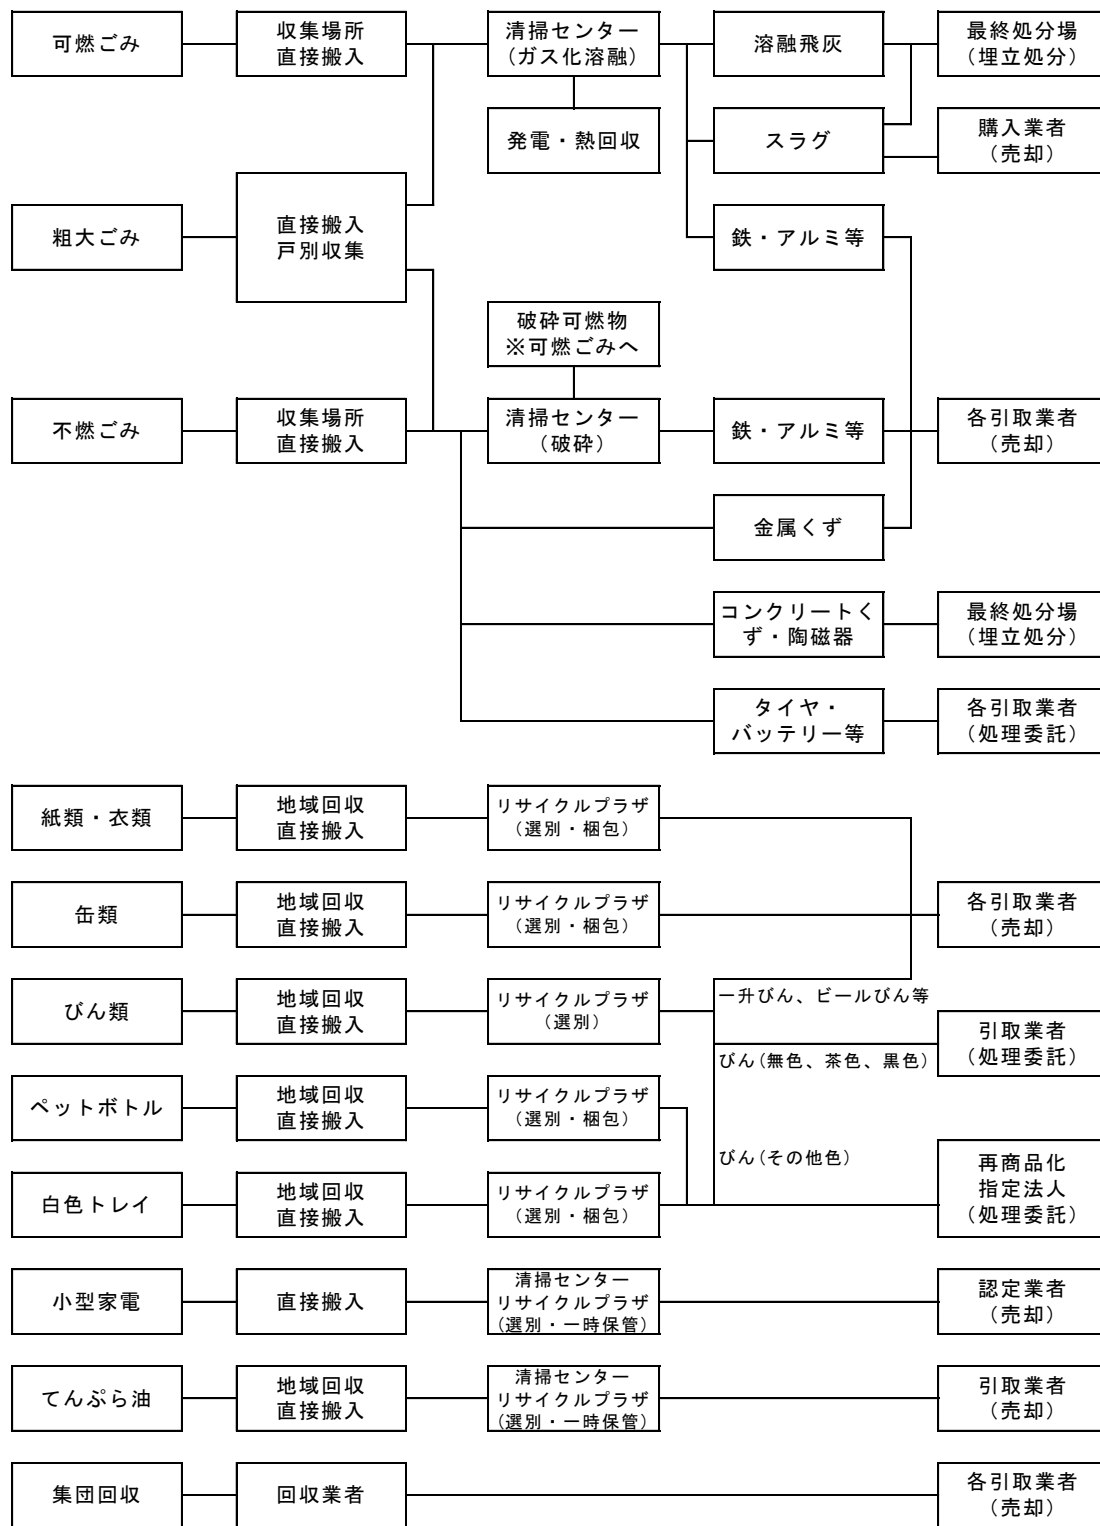 可燃ごみ
収集場所
直接搬入
清掃センター
(ガス化溶融)
溶融飛灰
最終処分場
(埋立処分)
発電・熱回収
スラグ
購入業者
(売却)
粗大ごみ
直接搬入
戸別収集
鉄・アルミ等
破砕可燃物
※可燃ごみへ
不燃ごみ
収集場所
直接搬入
清掃センター
(破砕)
鉄・アルミ等
各引取業者
(売却)
金属くず
コンクリートく
ず・陶磁器
最終処分場
(埋立処分)
タイヤ・
バッテリー等
各引取業者
(処理委託)
紙類・衣類
地域回収
直接搬入
リサイクルプラザ
(選別・梱包)
缶類
地域回収
直接搬入
リサイクルプラザ
(選別・梱包)
各引取業者
(売却)
びん類
地域回収
直接搬入
リサイクルプラザ
(選別)
一升びん、ビールびん等
引取業者
(処理委託)
びん(無色、茶色、黒色)
ペットボトル
地域回収
直接搬入
リサイクルプラザ
(選別・梱包)
びん(その他色)
再商品化
指定法人
(処理委託)
白色トレイ
地域回収
直接搬入
リサイクルプラザ
(選別・梱包)
小型家電
直接搬入
清掃センター
リサイクルプラザ
(選別・一時保管)
認定業者
(売却)
てんぷら油
地域回収
直接搬入
清掃センター
リサイクルプラザ
(選別・一時保管)
引取業者
(売却)
集団回収
回収業者
各引取業者
(売却)